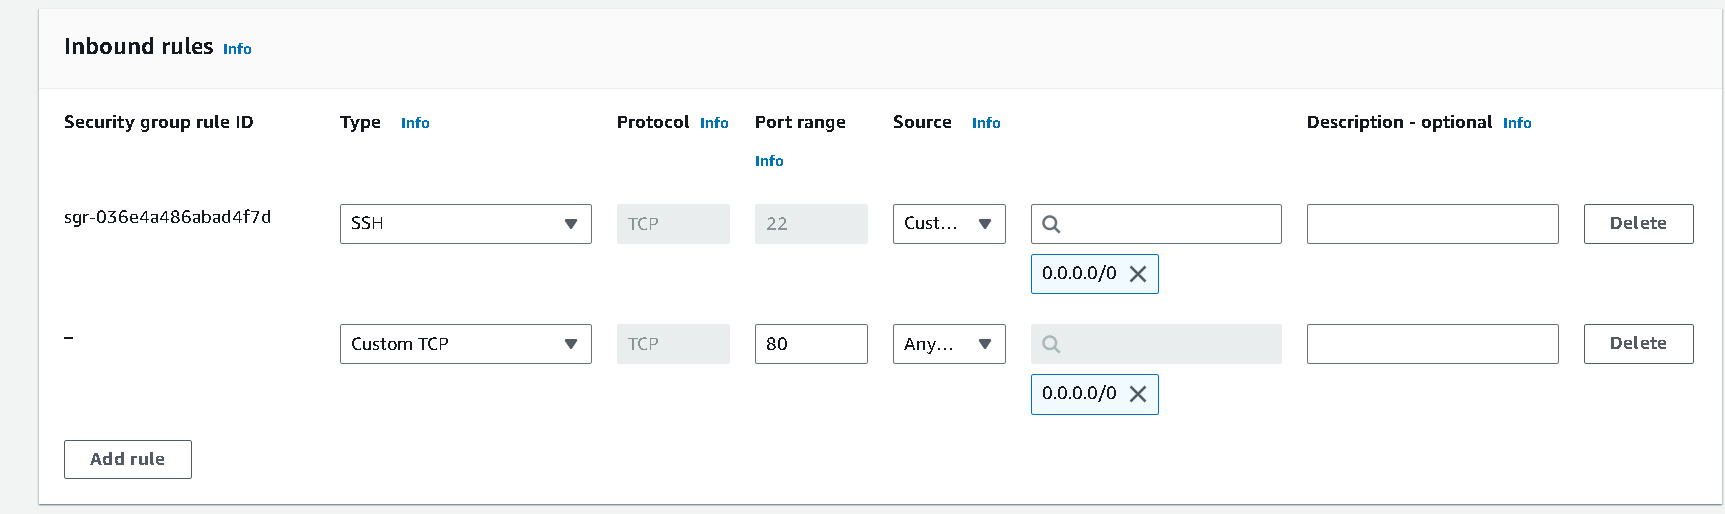 Inbound rules Info
Security group rule ID Type Info Protocol Info Port range Info Source Info Description - optional Info
sgr-036e4a486abad4f7d SSH TCP 22 Cust... Delete
0.0.0.0/0
– Custom TCP TCP 80 Any... Delete
0.0.0.0/0
Add rule